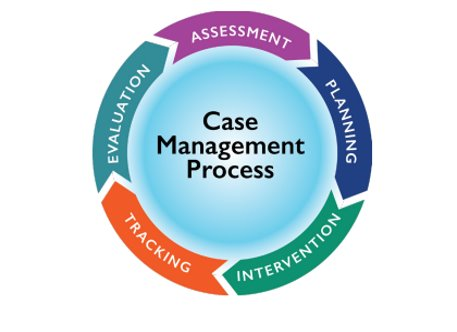 Case
Management
Process
ASSESSMENT
PLANNING
INTERVENTION
TRACKING
EVALUATION